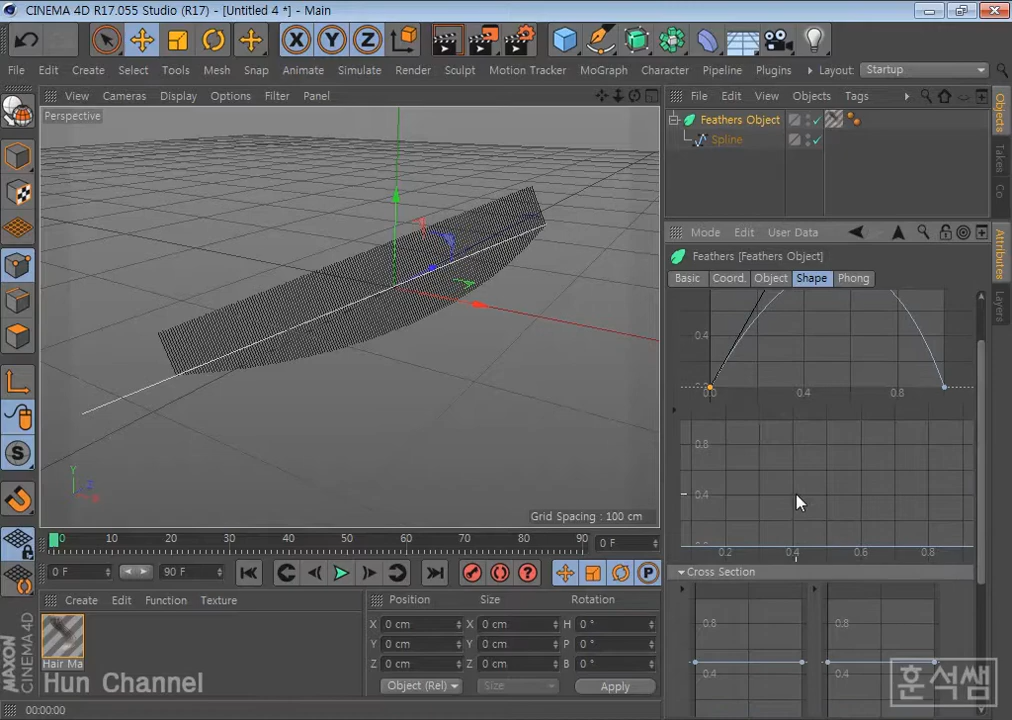 CINEMA 4D R17.055 Studio (R17) - [Untitled 4 *] - Main
X Y Z
File Edit Create Select Tools Mesh Snap Animate Simulate Render Sculpt Motion Tracker MoGraph Character Pipeline Plugins Layout: Startup
View Cameras Display Options Filter Panel
Perspective
Y
Z
X
Grid Spacing : 100 cm
File Edit View Objects Tags
Feathers Object
Spline
Objects
Takes
Co
Mode Edit User Data
Feathers [Feathers Object]
Basic Coord. Object Shape Phong
Attributes
Layers
0.4
0.0 0.4 0.8
0.8
0.4
0.2 0.4 0.6 0.8
Cross Section
0.8 0.8
0.4 0.4
0 10 20 30 40 50 60 70 80 90 0 F
0 F 90 F
P
S
Create Edit Function Texture
Hair Ma
Position Size Rotation
X 0 cm X 0 cm H 0 °
Y 0 cm Y 0 cm P 0 °
Z 0 cm Z 0 cm B 0 °
Object (Rel) Size Apply
MAXON
CINEMA 4D
Hun Channel
훈석쌤
00:00:00